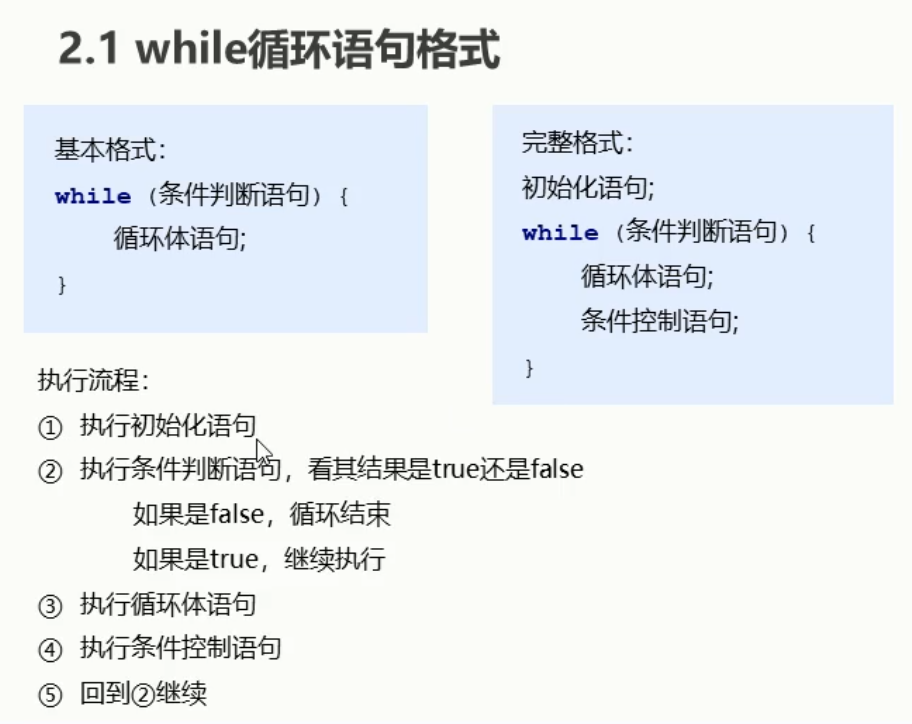 2.1 while循环语句格式
基本格式：
while (条件判断语句) {
循环体语句;
}
完整格式：
初始化语句;
while (条件判断语句) {
循环体语句;
条件控制语句;
}
执行流程：
① 执行初始化语句
② 执行条件判断语句，看其结果是true还是false
如果是false，循环结束
如果是true，继续执行
③ 执行循环体语句
④ 执行条件控制语句
⑤ 回到②继续